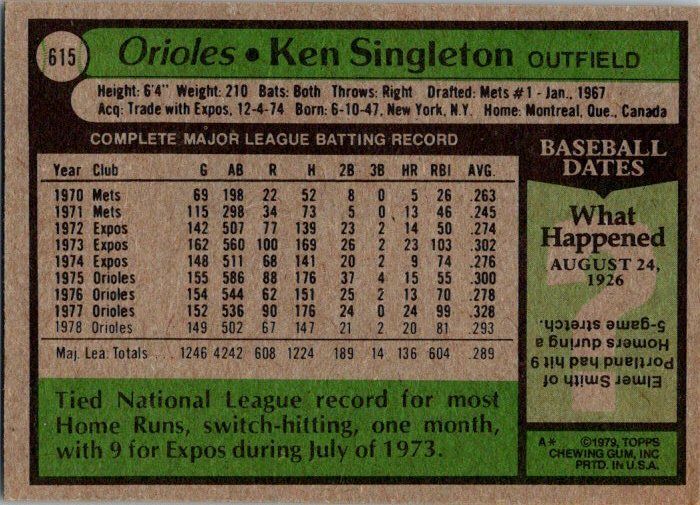 615
Orioles • Ken Singleton OUTFIELD
Height: 6'4" Weight: 210 Bats: Both Throws: Right Drafted: Mets #1 - Jan., 1967
Acq: Trade with Expos, 12-4-74 Born: 6-10-47, New York, N.Y. Home: Montreal, Que., Canada
COMPLETE MAJOR LEAGUE BATTING RECORD
Year Club G AB R H 2B 3B HR RBI AVG.
1970 Mets 69 198 22 52 8 0 5 26 .263
1971 Mets 115 298 34 73 5 0 13 46 .245
1972 Expos 142 507 77 139 23 2 14 50 .274
1973 Expos 162 560 100 169 26 2 23 103 .302
1974 Expos 148 511 68 141 20 2 9 74 .276
1975 Orioles 155 586 88 176 37 4 15 55 .300
1976 Orioles 154 544 62 151 25 2 13 70 .278
1977 Orioles 152 536 90 176 24 0 24 99 .328
1978 Orioles 149 502 67 147 21 2 20 81 .293
Maj. Lea. Totals . . . 1246 4242 608 1224 189 14 136 604 .289
Tied National League record for most
Home Runs, switch-hitting, one month,
with 9 for Expos during July of 1973.
BASEBALL
DATES
What
Happened
AUGUST 24,
1926
?
Elmer Smith of
Portland had hit 9
Homers during a
5-game stretch.
A* ©1979, TOPPS
CHEWING GUM, INC
PRTD. IN U.S.A.